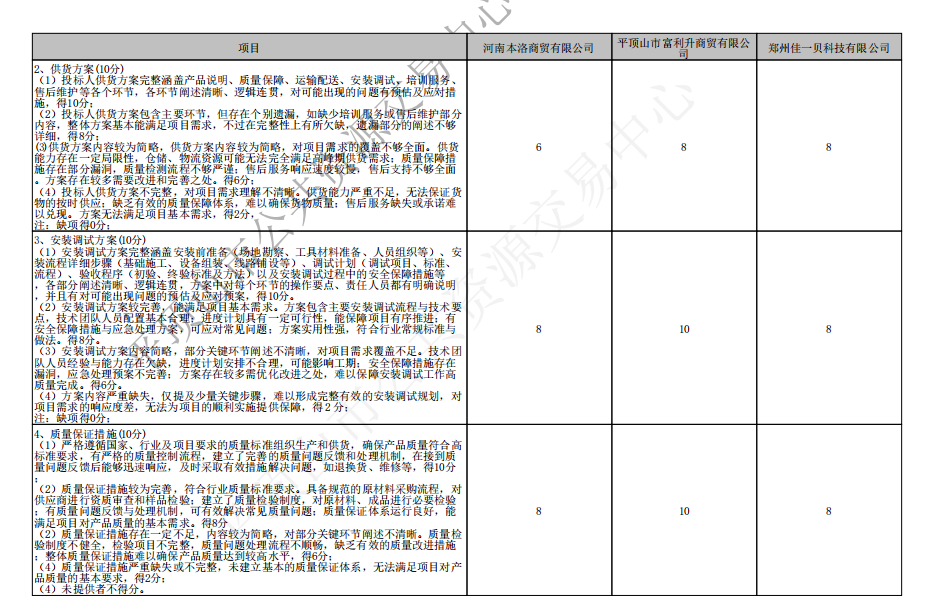 项目
河南本洛商贸有限公司
平顶山市富利升商贸有限公
司
郑州佳一贝科技有限公司
2、供货方案(10分)
（1）投标人供货方案完整涵盖产品说明、质量保障、运输配送、安装调试、培训服务、
售后维护等各个环节，各环节阐述清晰、逻辑连贯，对可能出现的问题有预估及应对措
施，得10分；
（2）投标人供货方案包含主要环节，但存在个别遗漏，如缺少培训服务或售后维护部分
内容，整体方案基本能满足项目需求，不过在完整性上有所欠缺，遗漏部分的阐述不够
详细，得8分；
(3)供货方案内容较为简略，供货方案内容较为简略，对项目需求的覆盖不够全面。供货
能力存在一定局限性，仓储、物流资源可能无法完全满足高峰期供货需求；质量保障措
施存在部分漏洞，质量检测流程不够严谨；售后服务响应速度较慢，售后支持不够全面
。方案存在较多需要改进和完善之处。得6分；
（4）投标人供货方案不完整，对项目需求理解不清晰。供货能力严重不足，无法保证货
物的按时供应；缺乏有效的质量保障体系，难以确保货物质量；售后服务缺失或承诺难
以兑现。方案无法满足项目基本需求，得2分，
注：缺项得0分；
6
8
8
3、安装调试方案(10分)
（1）安装调试方案完整涵盖安装前准备（场地勘察、工具材料准备、人员组织等）、安
装流程详细步骤（基础施工、设备组装、线路铺设等）、调试计划（调试项目、标准、
流程）、验收程序（初验、终验标准及方法）以及安装调试过程中的安全保障措施等
，各部分阐述清晰、逻辑连贯，方案中对每个环节的操作要点、责任人员都有明确说明
，并且有对可能出现问题的预估及应对预案，得10分。
（2）安装调试方案较完善，能满足项目基本需求。方案包含主要安装调试流程与技术要
点，技术团队人员配置基本合理；进度计划具有一定可行性，能保障项目有序推进；有
安全保障措施与应急处理方案，可应对常见问题；方案实用性强，符合行业常规标准与
做法。得8分。
（3）安装调试方案内容简略，部分关键环节阐述不清晰，对项目需求覆盖不足。技术团
队人员经验与能力存在欠缺，进度计划安排不合理，可能影响工期；安全保障措施存在
漏洞，应急处理预案不完善；方案存在较多需优化改进之处，难以保障安装调试工作高
质量完成。得6分。
（4）方案内容严重缺失，仅提及少量关键步骤，难以形成完整有效的安装调试规划，对
项目需求的响应度差，无法为项目的顺利实施提供保障，得２分；
注：缺项得0分；
8
10
8
4、质量保证措施(10分)
（1）严格遵循国家、行业及项目要求的质量标准组织生产和供货，确保产品质量符合高
标准要求，有严格的质量控制流程，建立了完善的质量问题反馈和处理机制，在接到质
量问题反馈后能够迅速响应，及时采取有效措施解决问题，如退换货、维修等，得10分
；
（2）质量保证措施较为完善，符合行业质量标准要求。具备规范的原材料采购流程，对
供应商进行资质审查和样品检验；建立了质量检验制度，对原材料、成品进行必要检验
；有质量问题反馈与处理机制，可有效解决常见质量问题；质量保证体系运行良好，能
满足项目对产品质量的基本需求。得8分
（2）质量保证措施存在一定不足，内容较为简略，对部分关键环节阐述不清晰。质量检
验制度不健全，检验项目不完整，质量问题处理流程不顺畅，缺乏有效的质量改进措施
；整体质量保证措施难以确保产品质量达到较高水平，得6分；
（4）质量保证措施严重缺失或不完整，未建立基本的质量保证体系，无法满足项目对产
品质量的基本要求，得2分；
（4）未提供者不得分。
8
10
8